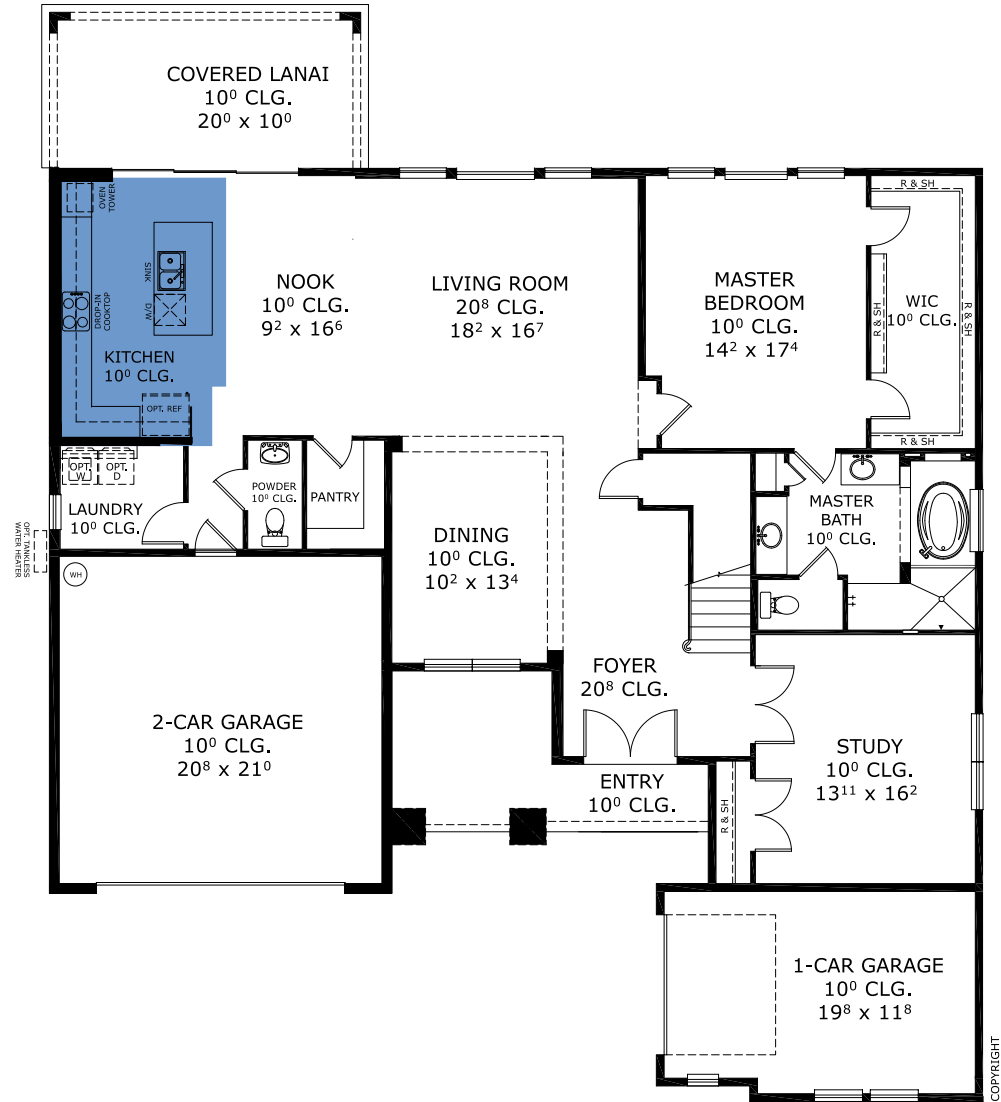 COVERED LANAI
10⁰ CLG.
20⁰ x 10⁰
OVEN
TOWER
SINK
D/W
DROP-IN
COOKTOP
KITCHEN
10⁰ CLG.
OPT. REF
NOOK
10⁰ CLG.
9² x 16⁶
LIVING ROOM
20⁸ CLG.
18² x 16⁷
MASTER
BEDROOM
10⁰ CLG.
14² x 17⁴
R & SH
WIC
10⁰ CLG.
R & SH
R & SH
R & SH
OPT.
W
OPT.
D
LAUNDRY
10⁰ CLG.
OPT. TANKLESS
WATER HEATER
POWDER
10⁰ CLG.
PANTRY
DINING
10⁰ CLG.
10² x 13⁴
MASTER
BATH
10⁰ CLG.
WH
2-CAR GARAGE
10⁰ CLG.
20⁸ x 21⁰
FOYER
20⁸ CLG.
ENTRY
10⁰ CLG.
R & SH
STUDY
10⁰ CLG.
13¹¹ x 16²
1-CAR GARAGE
10⁰ CLG.
19⁸ x 11⁸
COPYRIGHT